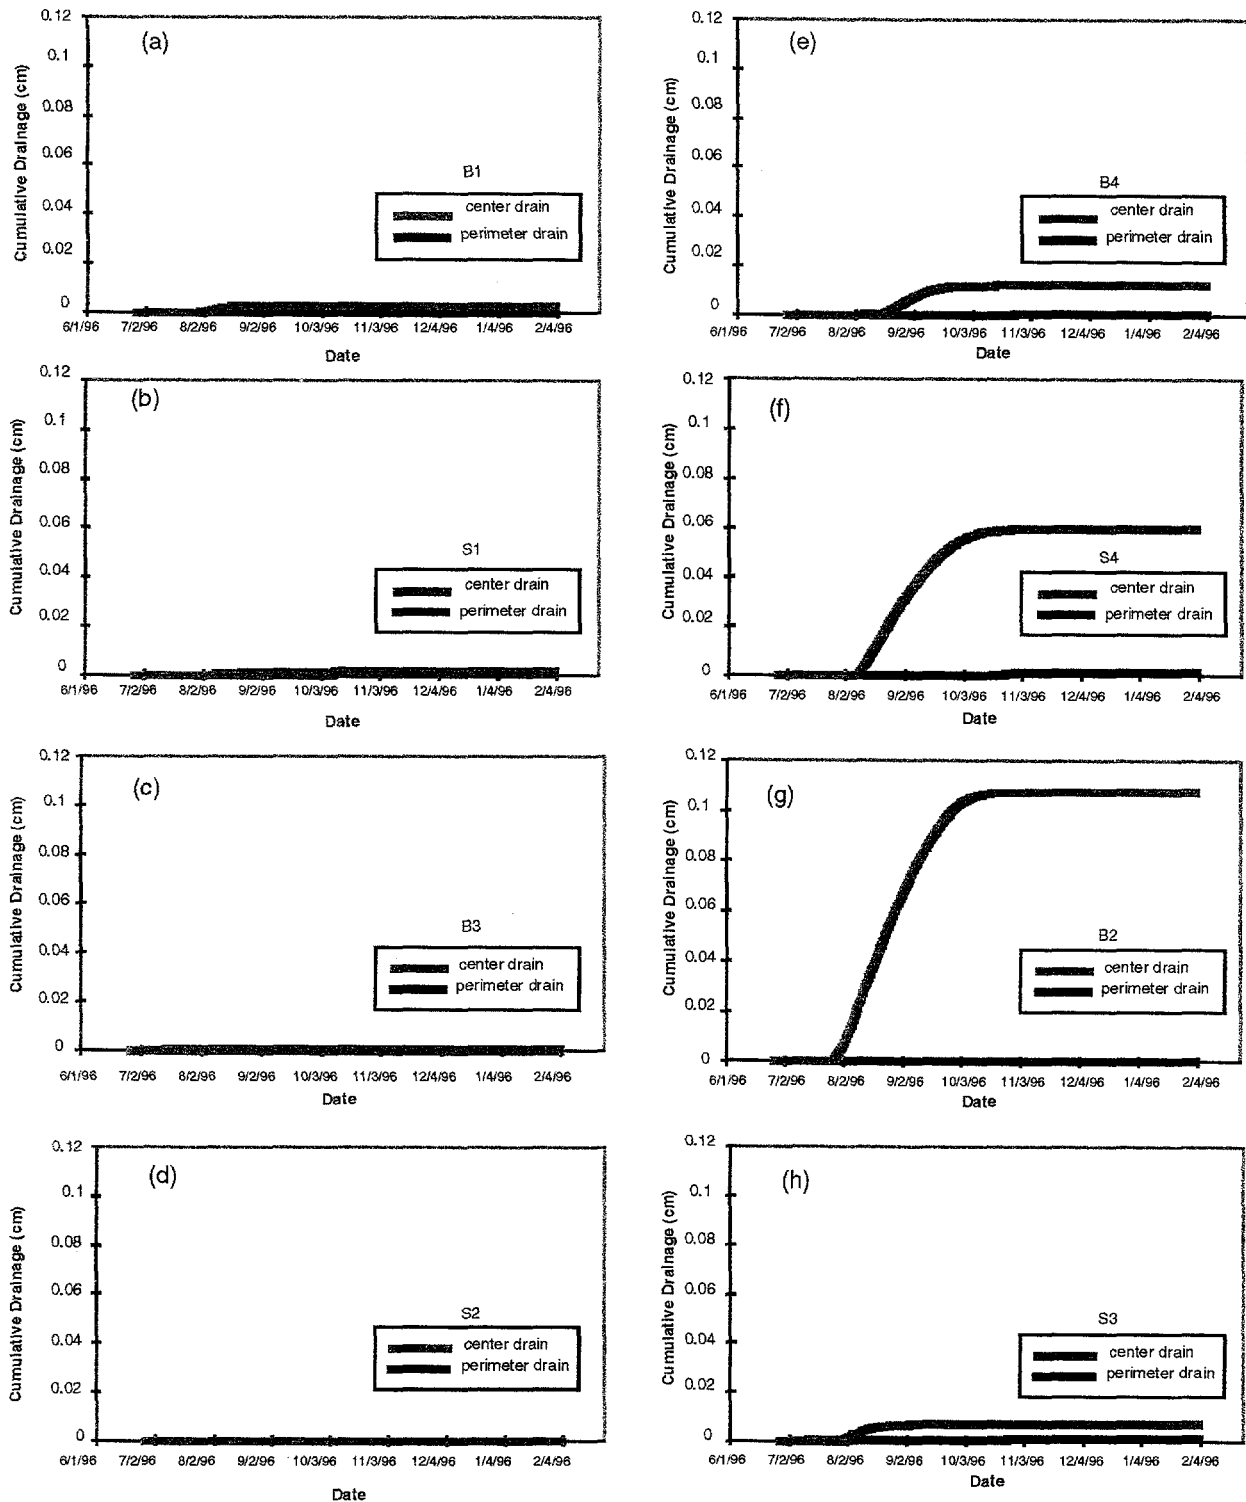 (a)
0.12
0.1
0.08
0.06
0.04
0.02
0
Cumulative Drainage (cm)
B1
center drain
perimeter drain
6/1/96 7/2/96 8/2/96 9/2/96 10/3/96 11/3/96 12/4/96 1/4/96 2/4/96
Date
(b)
0.12
0.1
0.08
0.06
0.04
0.02
0
Cumulative Drainage (cm)
S1
center drain
perimeter drain
6/1/96 7/2/96 8/2/96 9/2/96 10/3/96 11/3/96 12/4/96 1/4/96 2/4/96
Date
(c)
0.12
0.1
0.08
0.06
0.04
0.02
0
Cumulative Drainage (cm)
B3
center drain
perimeter drain
6/1/96 7/2/96 8/2/96 9/2/96 10/3/96 11/3/96 12/4/96 1/4/96 2/4/96
Date
(d)
0.12
0.1
0.08
0.06
0.04
0.02
0
Cumulative Drainage (cm)
S2
center drain
perimeter drain
6/1/96 7/2/96 8/2/96 9/2/96 10/3/96 11/3/96 12/4/96 1/4/96 2/4/96
Date
(e)
0.12
0.1
0.08
0.06
0.04
0.02
0
Cumulative Drainage (cm)
B4
center drain
perimeter drain
6/1/96 7/2/96 8/2/96 9/2/96 10/3/96 11/3/96 12/4/96 1/4/96 2/4/96
Date
(f)
0.12
0.1
0.08
0.06
0.04
0.02
0
Cumulative Drainage (cm)
S4
center drain
perimeter drain
6/1/96 7/2/96 8/2/96 9/2/96 10/3/96 11/3/96 12/4/96 1/4/96 2/4/96
Date
(g)
0.12
0.1
0.08
0.06
0.04
0.02
0
Cumulative Drainage (cm)
B2
center drain
perimeter drain
6/1/96 7/2/96 8/2/96 9/2/96 10/3/96 11/3/96 12/4/96 1/4/96 2/4/96
Date
(h)
0.12
0.1
0.08
0.06
0.04
0.02
0
Cumulative Drainage (cm)
S3
center drain
perimeter drain
6/1/96 7/2/96 8/2/96 9/2/96 10/3/96 11/3/96 12/4/96 1/4/96 2/4/96
Date